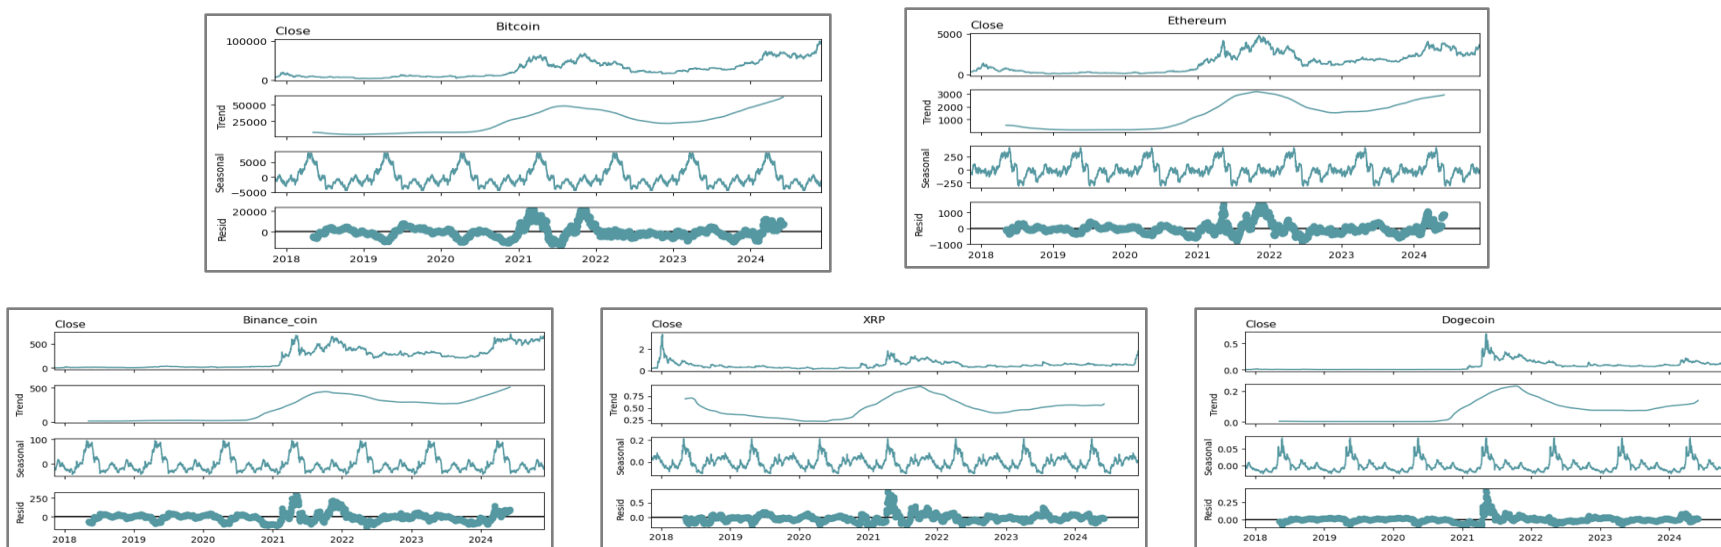 Bitcoin
Close
100000
0
Trend
50000
25000
Seasonal
5000
0
−5000
Resid
20000
0
2018 2019 2020 2021 2022 2023 2024
Ethereum
Close
5000
0
Trend
3000
2000
1000
Seasonal
250
0
−250
Resid
1000
0
−1000
2018 2019 2020 2021 2022 2023 2024
Binance_coin
Close
500
0
Trend
500
0
Seasonal
100
0
Resid
250
0
2018 2019 2020 2021 2022 2023 2024
XRP
Close
2
0
Trend
0.75
0.50
0.25
Seasonal
0.2
0.0
Resid
0.5
0.0
2018 2019 2020 2021 2022 2023 2024
Dogecoin
Close
0.5
0.0
Trend
0.2
0.0
Seasonal
0.05
0.00
Resid
0.25
0.00
2018 2019 2020 2021 2022 2023 2024